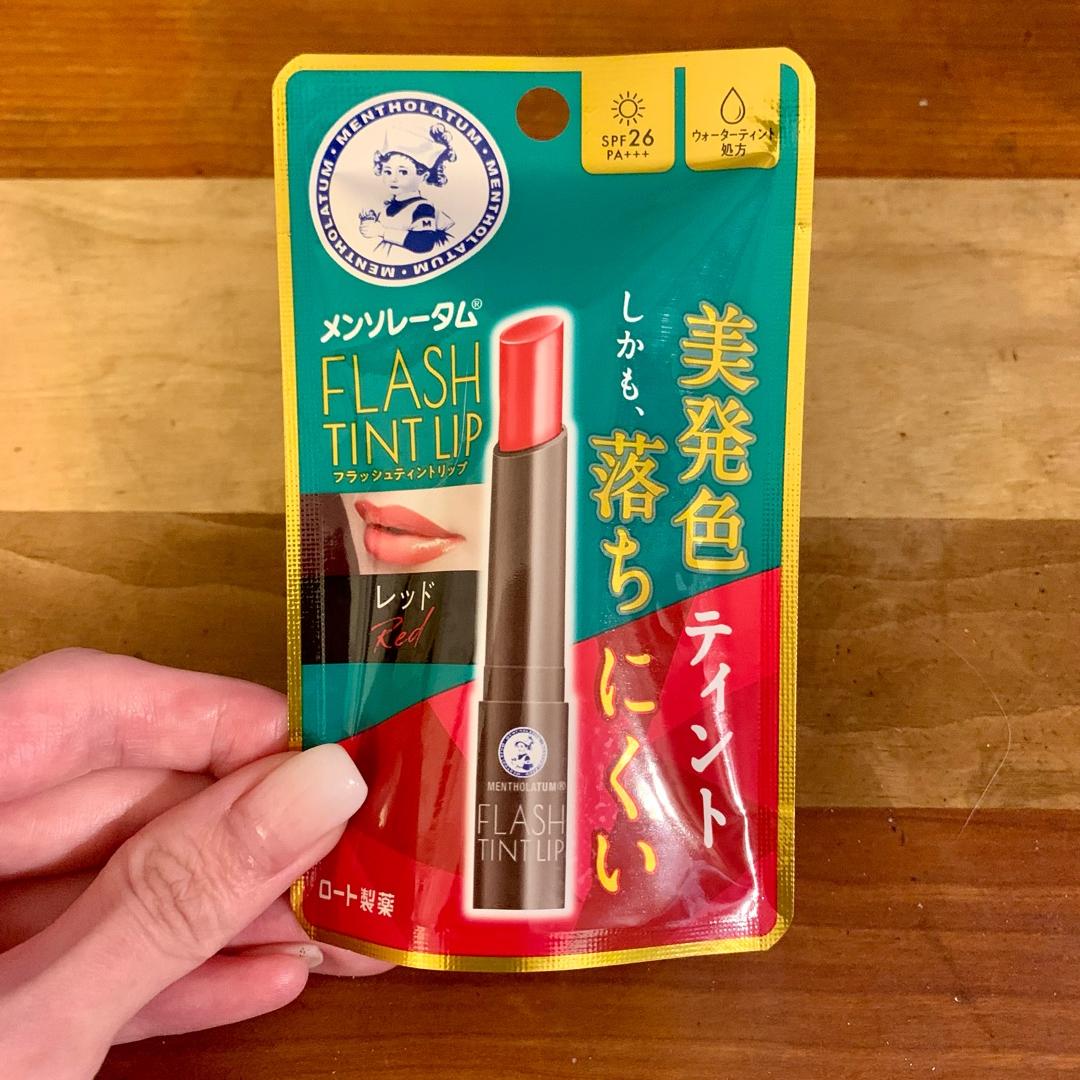 MENTHOLATUM • MENTHOLATUM • MENTHOLATUM • MENTHOLATUM •
M
SPF26
PA+++
ウォーターティント
処方
メンソレータム®
FLASH
TINT LIP
フラッシュティントリップ
レッド
Red
美発色ティント
しかも、落ちにくい
MENTHOLATUM®
FLASH
TINT LIP
ロート製薬